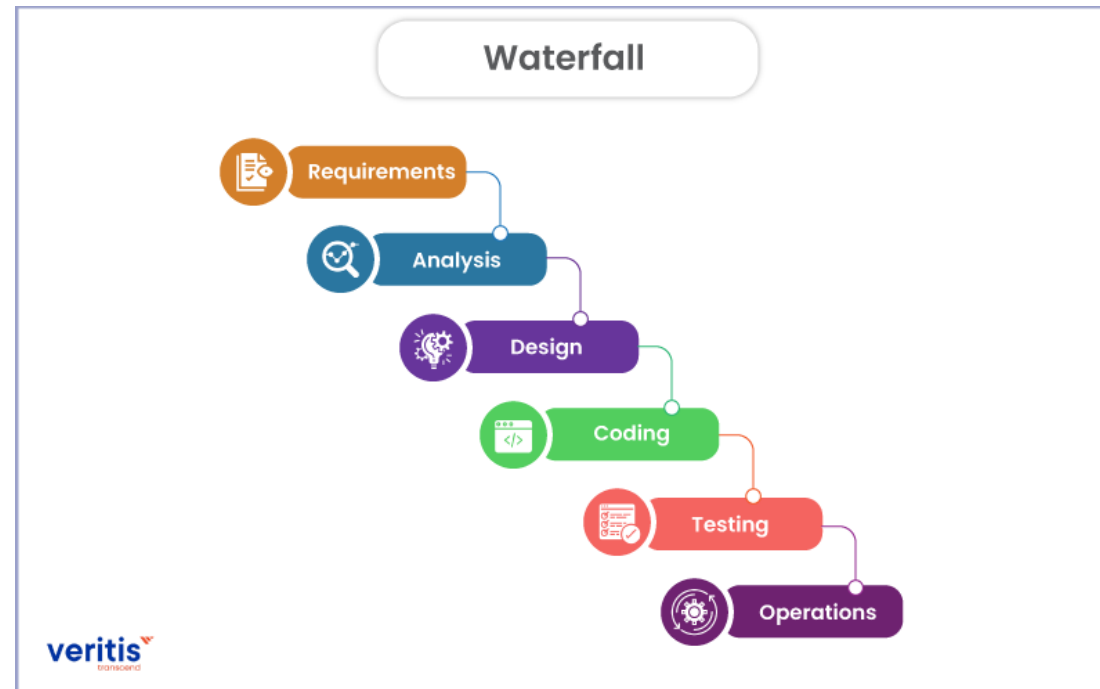 Waterfall
Requirements
Analysis
Design
</>
Coding
Testing
Operations
veritis
transcend